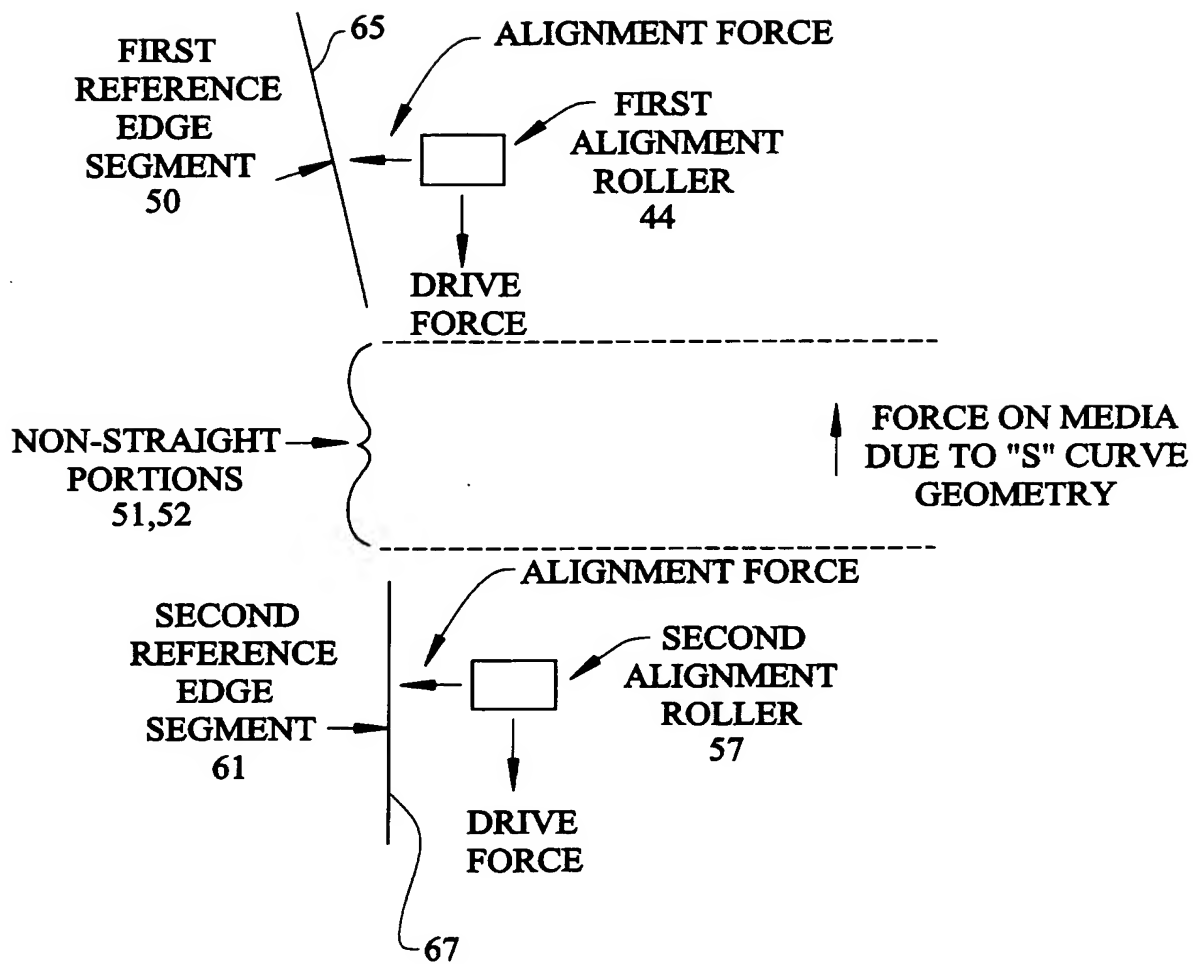 65
ALIGNMENT FORCE
FIRST
REFERENCE
EDGE
SEGMENT
50
FIRST
ALIGNMENT
ROLLER
44
DRIVE
FORCE
NON-STRAIGHT
PORTIONS
51,52
FORCE ON MEDIA
DUE TO "S" CURVE
GEOMETRY
ALIGNMENT FORCE
SECOND
REFERENCE
EDGE
SEGMENT
61
SECOND
ALIGNMENT
ROLLER
57
DRIVE
FORCE
67